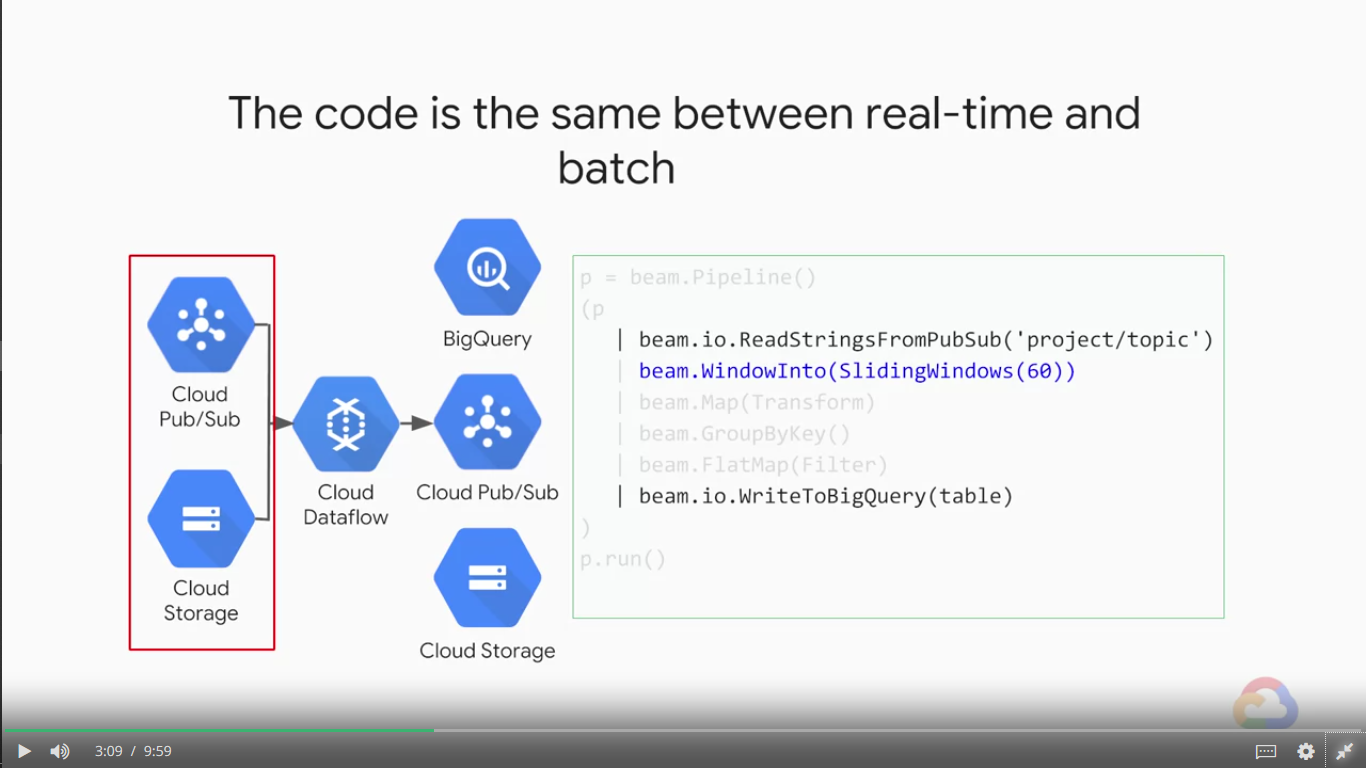 The code is the same between real-time and
batch
Cloud
Pub/Sub
Cloud
Storage
Cloud
Dataflow
BigQuery
Cloud Pub/Sub
Cloud Storage
p = beam.Pipeline()
(p
| beam.io.ReadStringsFromPubSub('project/topic')
| beam.WindowInto(SlidingWindows(60))
| beam.Map(Transform)
| beam.GroupByKey()
| beam.FlatMap(Filter)
| beam.io.WriteToBigQuery(table)
)
p.run()
3:09 / 9:59